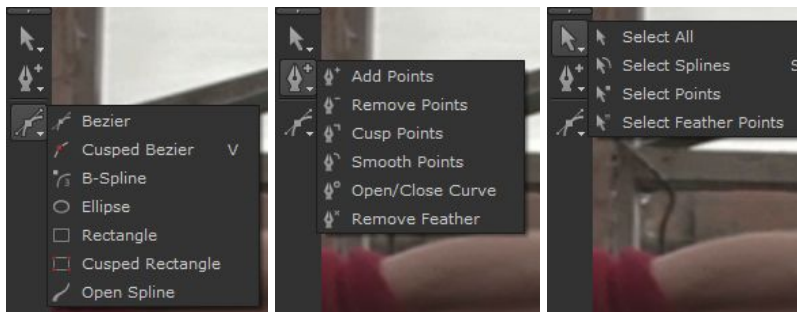 Bezier
Cusped Bezier V
B-Spline
Ellipse
Rectangle
Cusped Rectangle
Open Spline
Add Points
Remove Points
Cusp Points
Smooth Points
Open/Close Curve
Remove Feather
Select All
Select Splines S
Select Points
Select Feather Points